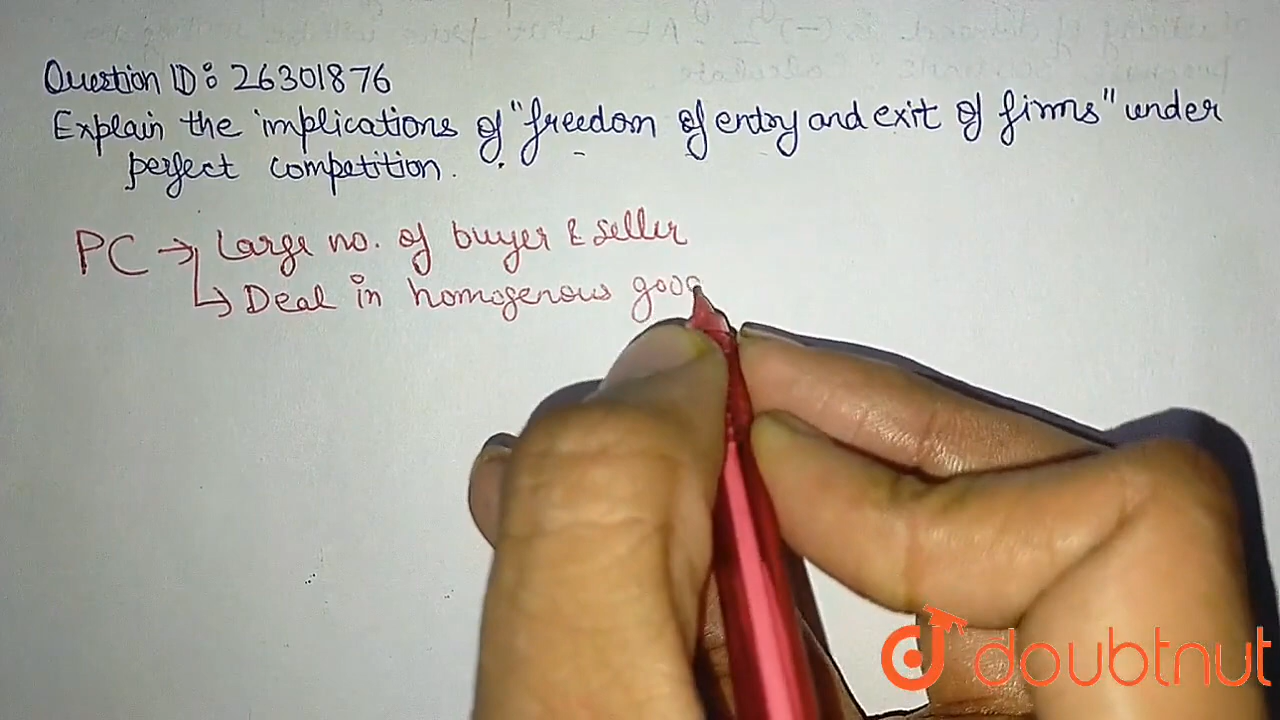 Question ID: 26301876
Explain the implications of "freedom of entry and exit of firms" under
perfect competition.
PC → Large no. of buyer & seller
↳ Deal in homogenous goo
doubtnut